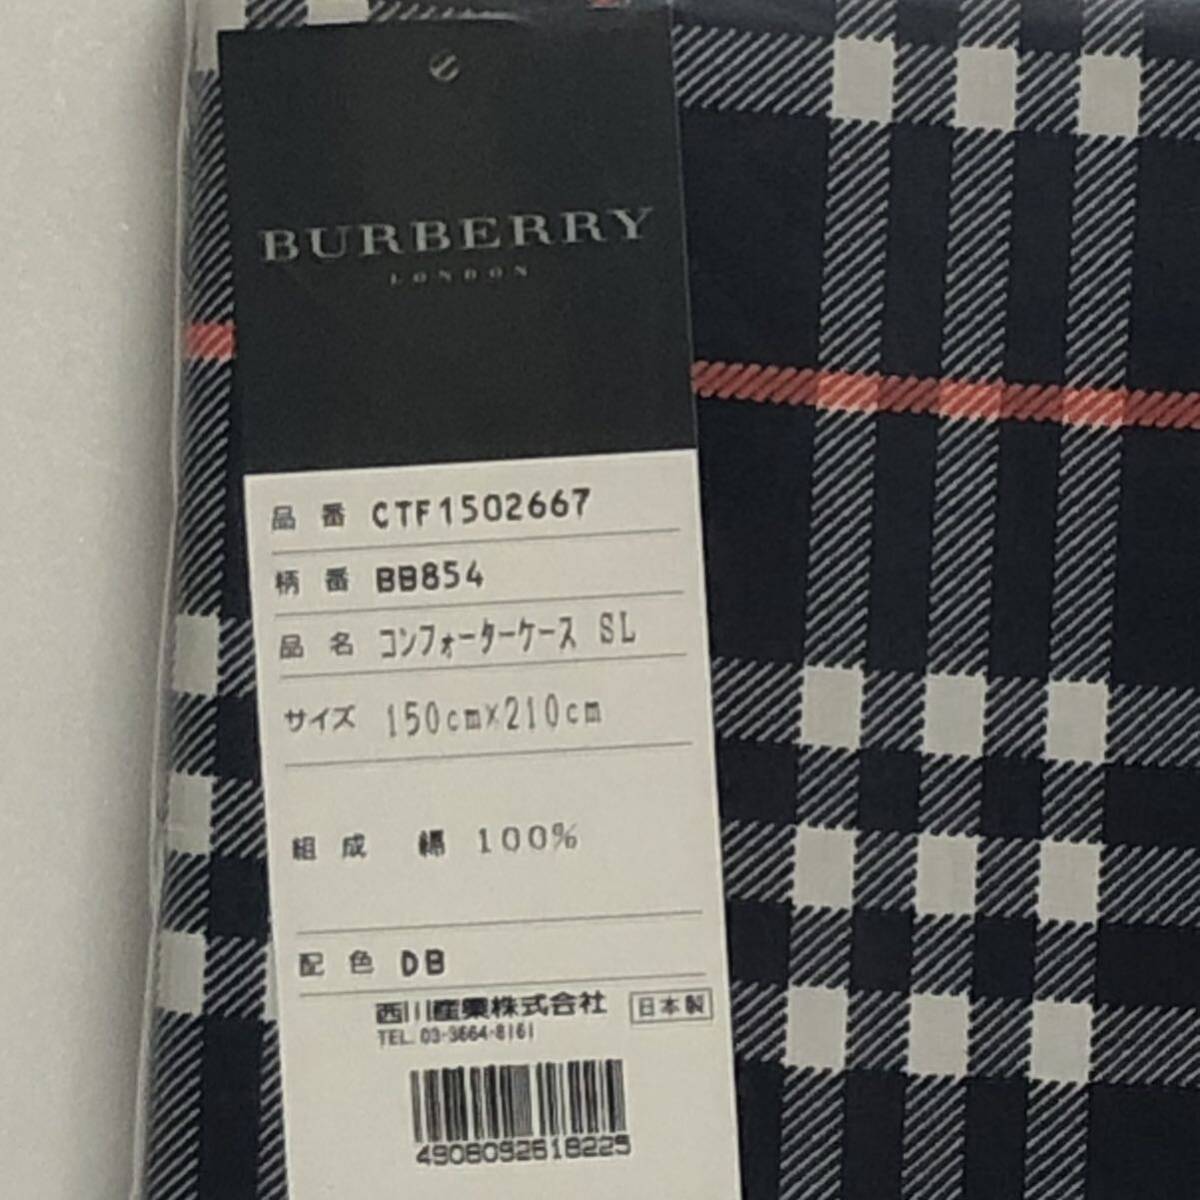 BURBERRY
LONDON
品番 CTF1502667
柄番 BB854
品名 コンフォーターケース SL
サイズ 150cm×210cm
組成 綿 100%
配色 DB
西川産業株式会社 日本製
TEL. 03-3664-8161
4908092618225